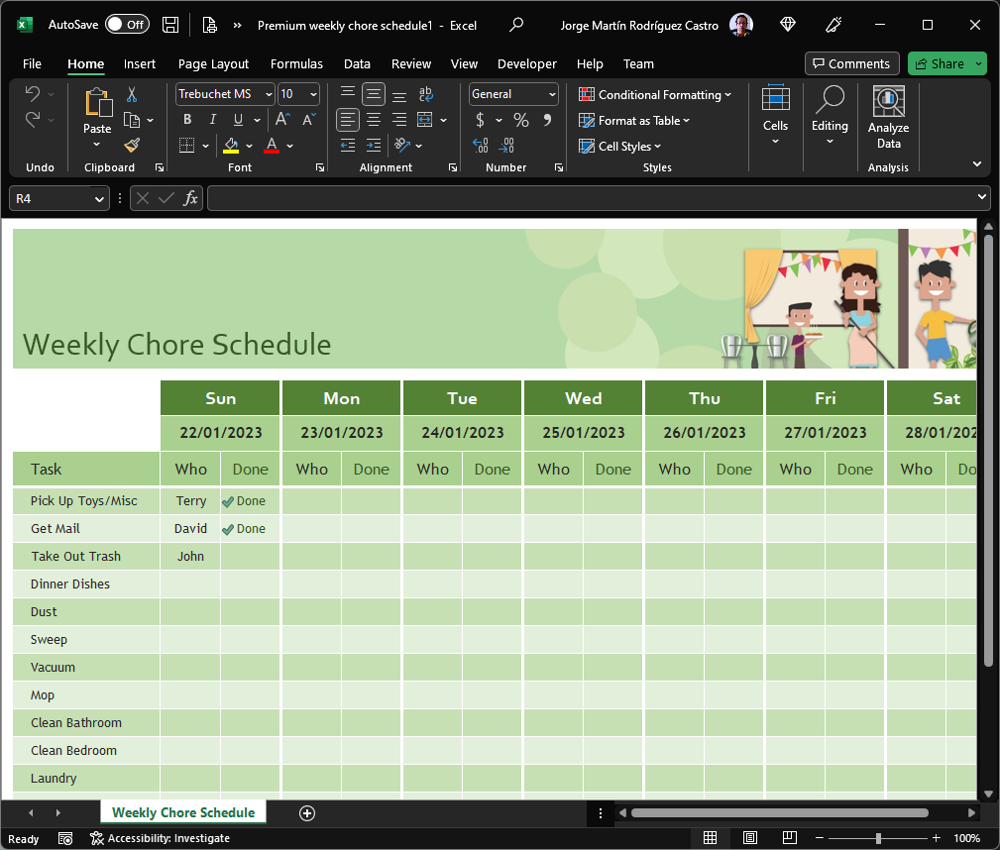 AutoSave Off » Premium weekly chore schedule1 - Excel Jorge Martín Rodríguez Castro
File Home Insert Page Layout Formulas Data Review View Developer Help Team Comments Share
Trebuchet MS 10 ab General Conditional Formatting
Paste B I U A A $ % 9 Format as Table Cells Editing Analyze Data
A Cell Styles
Undo Clipboard Font Alignment Number Styles Analysis
R4 fx
Weekly Chore Schedule
Sun Mon Tue Wed Thu Fri Sat
22/01/2023 23/01/2023 24/01/2023 25/01/2023 26/01/2023 27/01/2023 28/01/202
Task Who Done Who Done Who Done Who Done Who Done Who Done Who Do
Pick Up Toys/Misc Terry Done
Get Mail David Done
Take Out Trash John
Dinner Dishes
Dust
Sweep
Vacuum
Mop
Clean Bathroom
Clean Bedroom
Laundry
Weekly Chore Schedule
Ready Accessibility: Investigate 100%